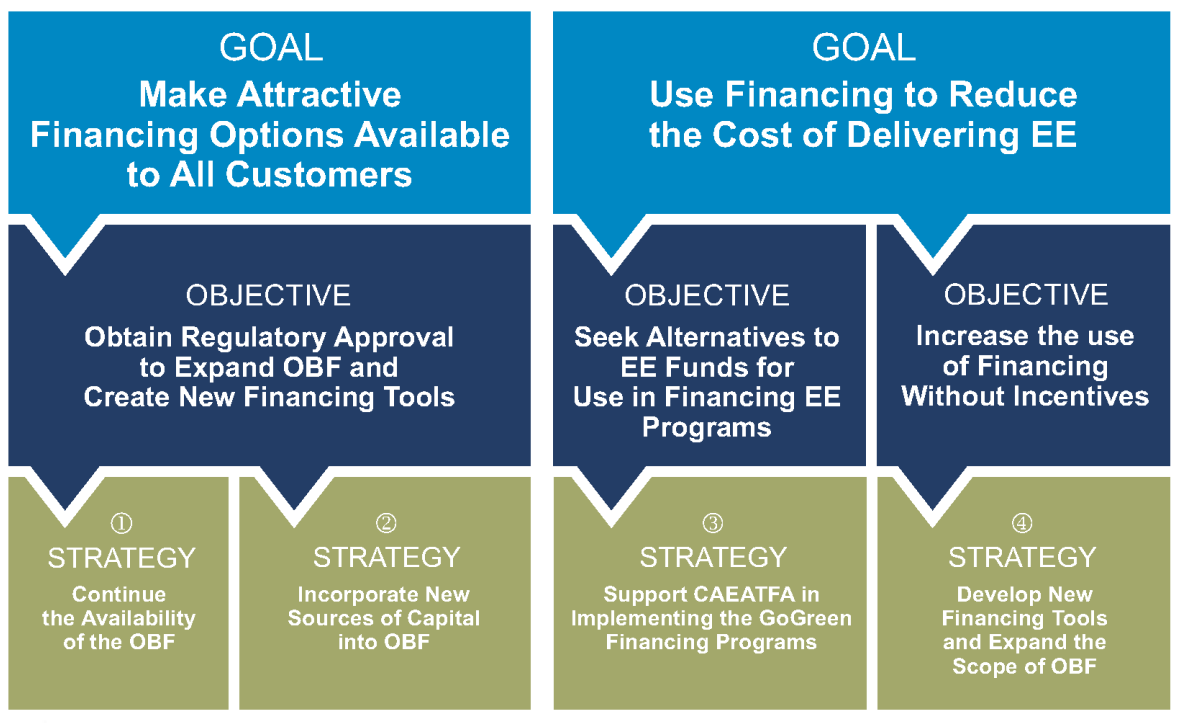 GOAL
Make Attractive
Financing Options Available
to All Customers
GOAL
Use Financing to Reduce
the Cost of Delivering EE
OBJECTIVE
Obtain Regulatory Approval
to Expand OBF and
Create New Financing Tools
OBJECTIVE
Seek Alternatives to
EE Funds for
Use in Financing EE
Programs
OBJECTIVE
Increase the use
of Financing
Without Incentives
①
STRATEGY
Continue
the Availability
of the OBF
②
STRATEGY
Incorporate New
Sources of Capital
into OBF
③
STRATEGY
Support CAEATFA in
Implementing the GoGreen
Financing Programs
④
STRATEGY
Develop New
Financing Tools
and Expand the
Scope of OBF